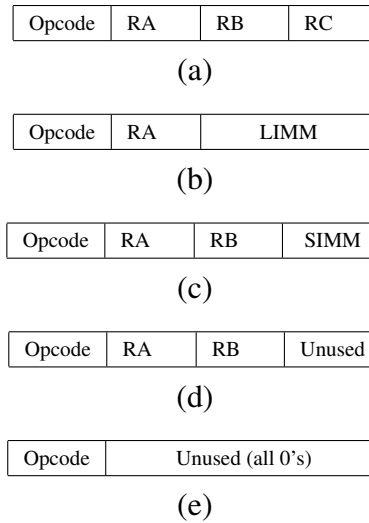 Opcode RA RB RC
(a)
Opcode RA LIMM
(b)
Opcode RA RB SIMM
(c)
Opcode RA RB Unused
(d)
Opcode Unused (all 0's)
(e)